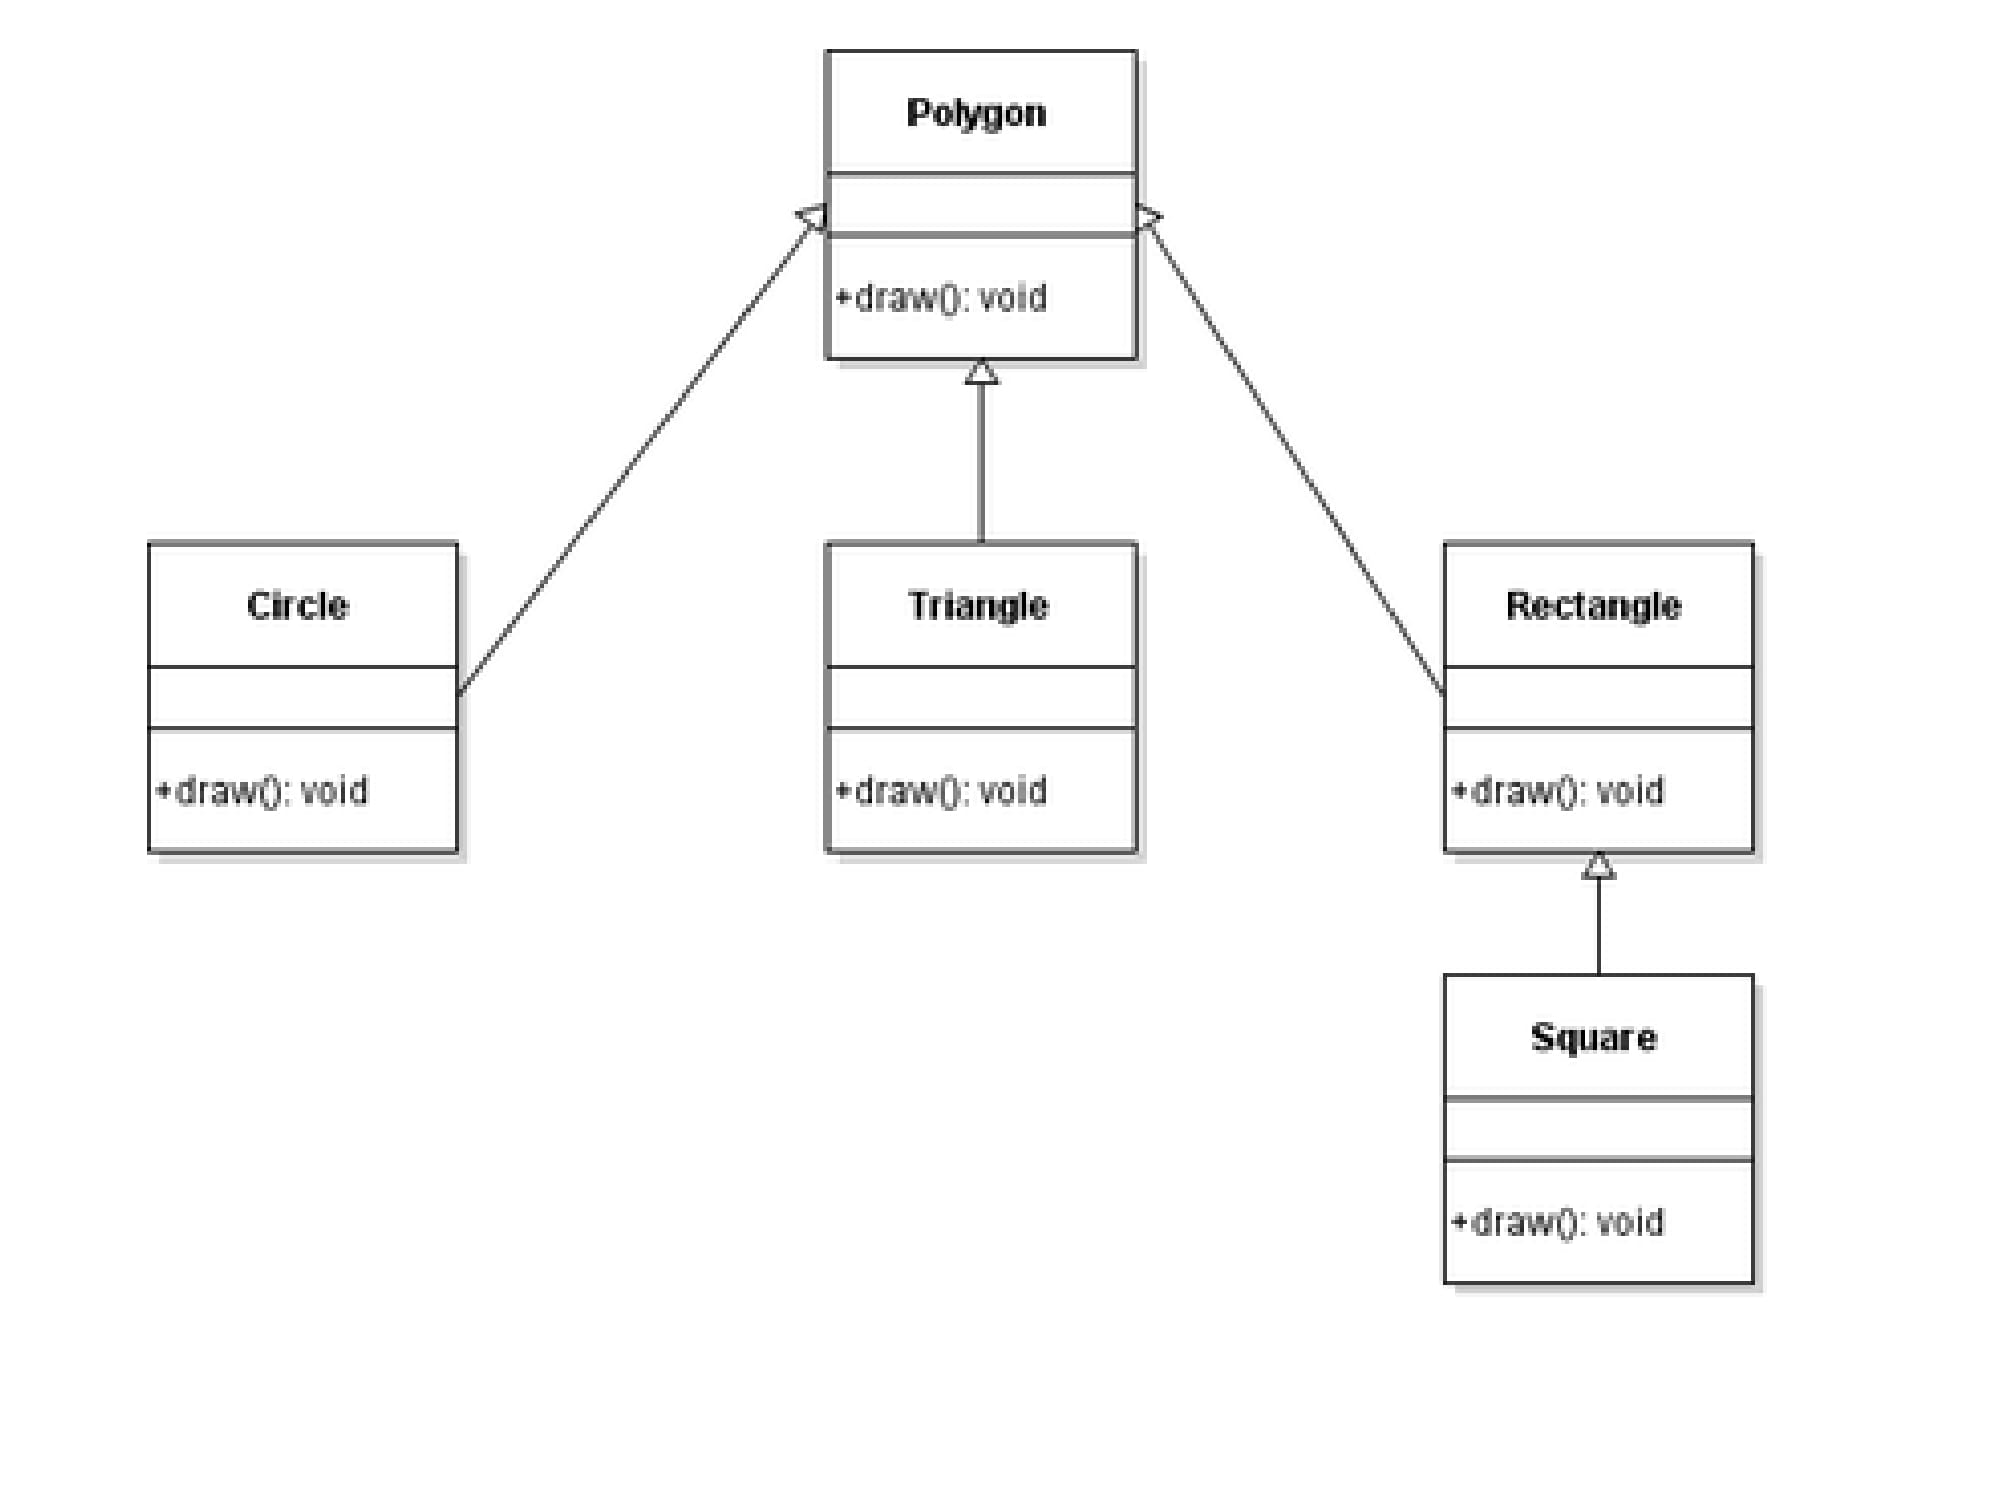 Polygon
+draw(): void
Circle
+draw(): void
Triangle
+draw(): void
Rectangle
+draw(): void
Square
+draw(): void